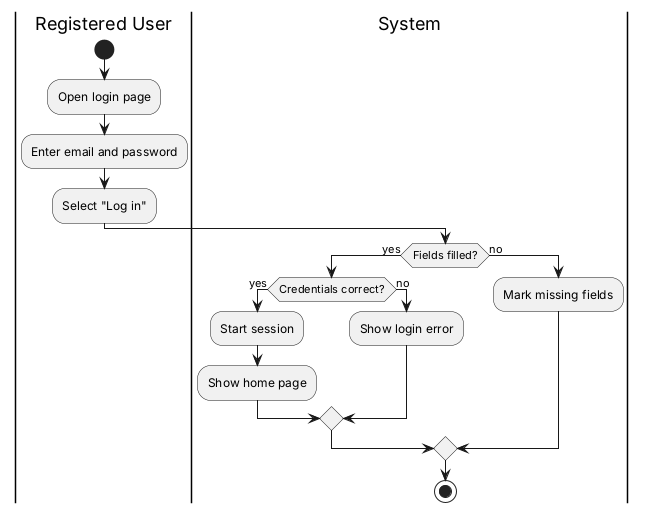 Registered User
System
Open login page
Enter email and password
Select "Log in"
yes
Fields filled?
no
yes
Credentials correct?
no
Mark missing fields
Start session
Show login error
Show home page